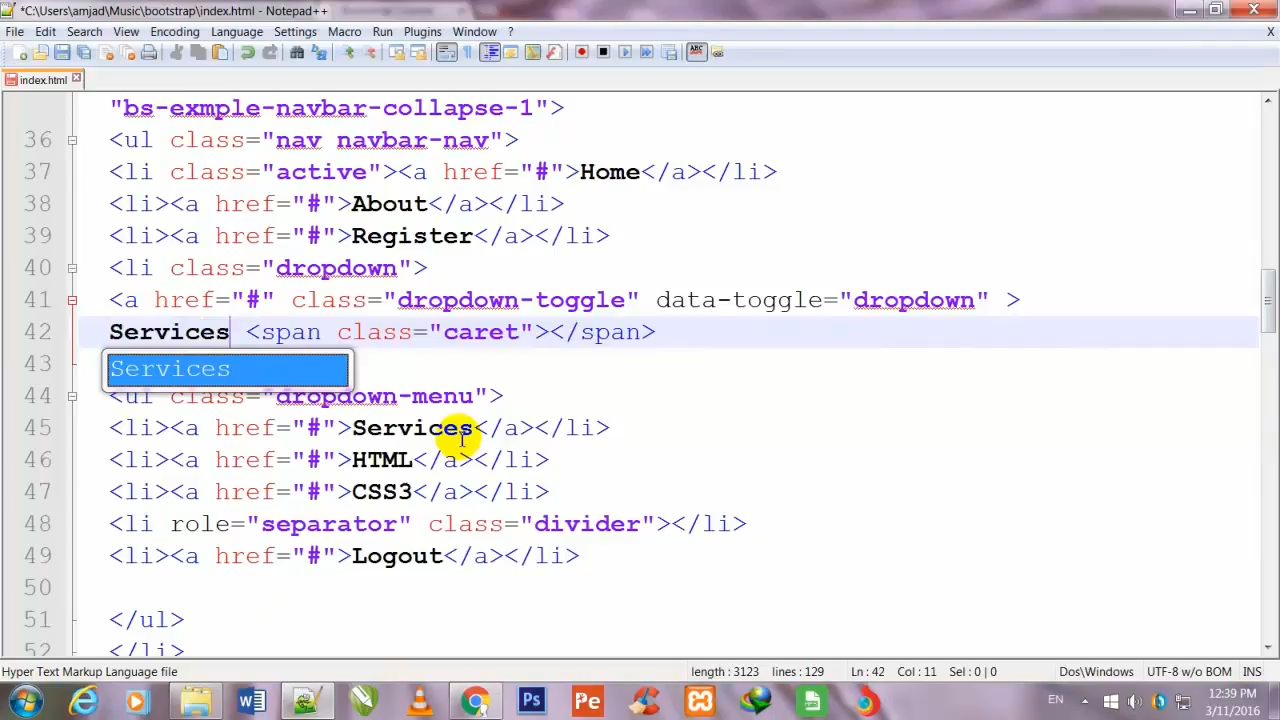 *C:\Users\amjad\Music\bootstrap\index.html - Notepad++
File Edit Search View Encoding Language Settings Macro Run Plugins Window ? X
index.html
"bs-exmple-navbar-collapse-1">
36 <ul class="nav navbar-nav">
37 <li class="active"><a href="#">Home</a></li>
38 <li><a href="#">About</a></li>
39 <li><a href="#">Register</a></li>
40 <li class="dropdown">
41 <a href="#" class="dropdown-toggle" data-toggle="dropdown" >
42 Services <span class="caret"></span>
43 Services
44 <ul class="dropdown-menu">
45 <li><a href="#">Services</a></li>
46 <li><a href="#">HTML</a></li>
47 <li><a href="#">CSS3</a></li>
48 <li role="separator" class="divider"></li>
49 <li><a href="#">Logout</a></li>
50
51 </ul>
52 </li>
Hyper Text Markup Language file length : 3123 lines : 129 Ln : 42 Col : 11 Sel : 0 | 0 Dos\Windows UTF-8 w/o BOM INS
EN 12:39 PM
3/11/2016